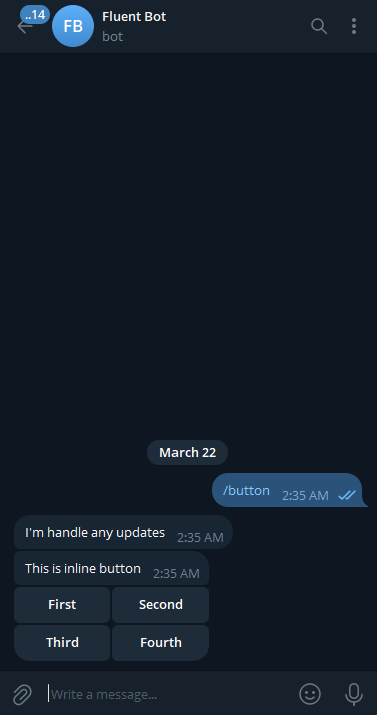 ..14
FB
Fluent Bot
bot
March 22
/button 2:35 AM
I'm handle any updates 2:35 AM
This is inline button 2:35 AM
First Second
Third Fourth
Write a message...